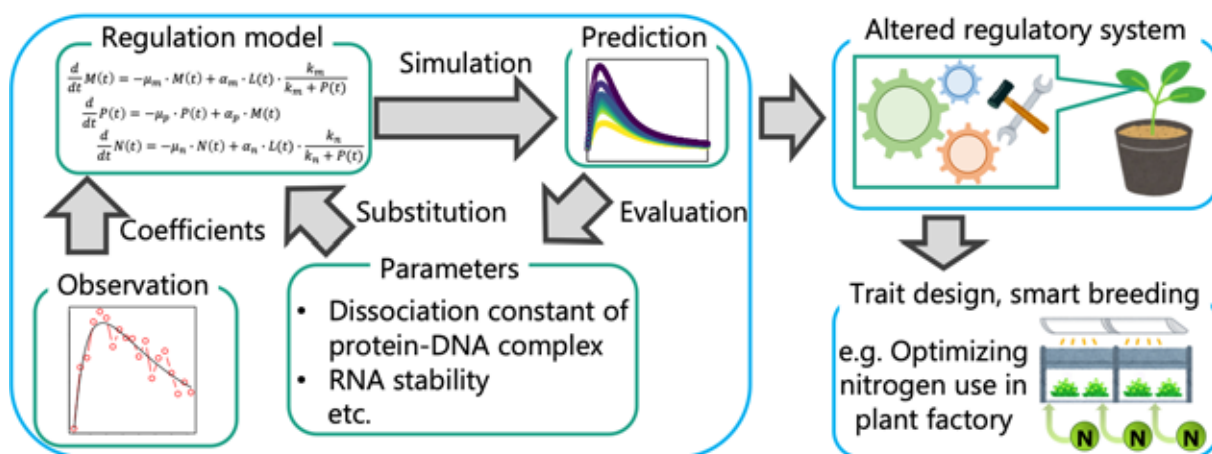 Regulation model
d/dt M(t) = −μ_m · M(t) + α_m · L(t) · k_m/(k_m + P(t))
d/dt P(t) = −μ_p · P(t) + α_p · M(t)
d/dt N(t) = −μ_n · N(t) + α_n · L(t) · k_n/(k_n + P(t))
Simulation
Prediction
Coefficients
Substitution
Evaluation
Observation
Parameters
• Dissociation constant of
protein-DNA complex
• RNA stability
etc.
Altered regulatory system
Trait design, smart breeding
e.g. Optimizing
nitrogen use in
plant factory
N N N